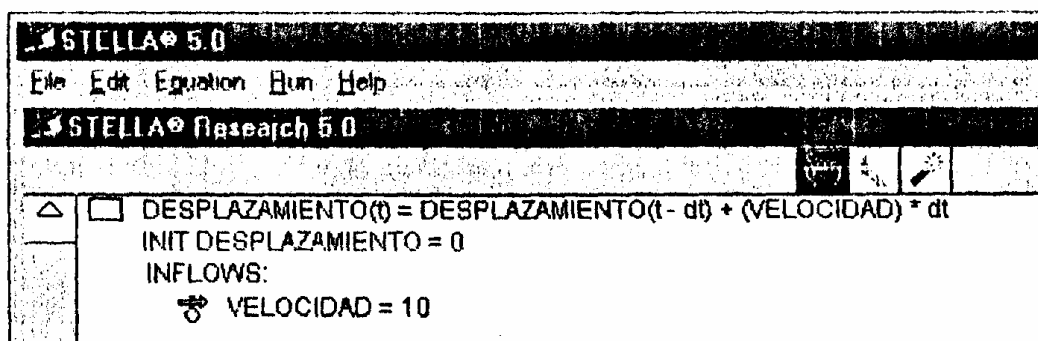 STELLA® 5.0
File Edit Equation Run Help
STELLA® Research 5.0
DESPLAZAMIENTO(t) = DESPLAZAMIENTO(t - dt) + (VELOCIDAD) * dt
INIT DESPLAZAMIENTO = 0
INFLOWS:
VELOCIDAD = 10